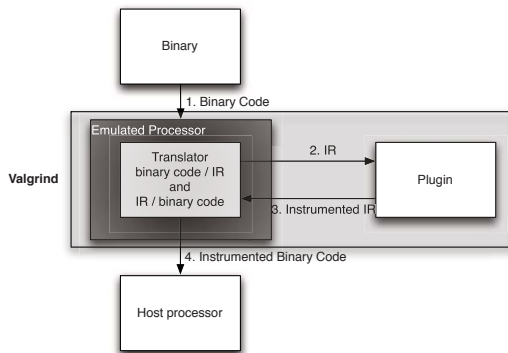 Binary
1. Binary Code
Emulated Processor
Translator
binary code / IR
and
IR / binary code
2. IR
Valgrind
Plugin
3. Instrumented IR
4. Instrumented Binary Code
Host processor